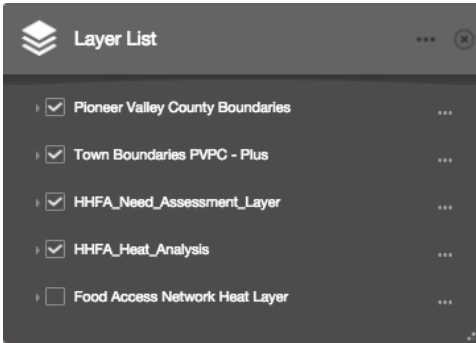 Layer List
Pioneer Valley County Boundaries
Town Boundaries PVPC - Plus
HHFA_Need_Assessment_Layer
HHFA_Heat_Analysis
Food Access Network Heat Layer